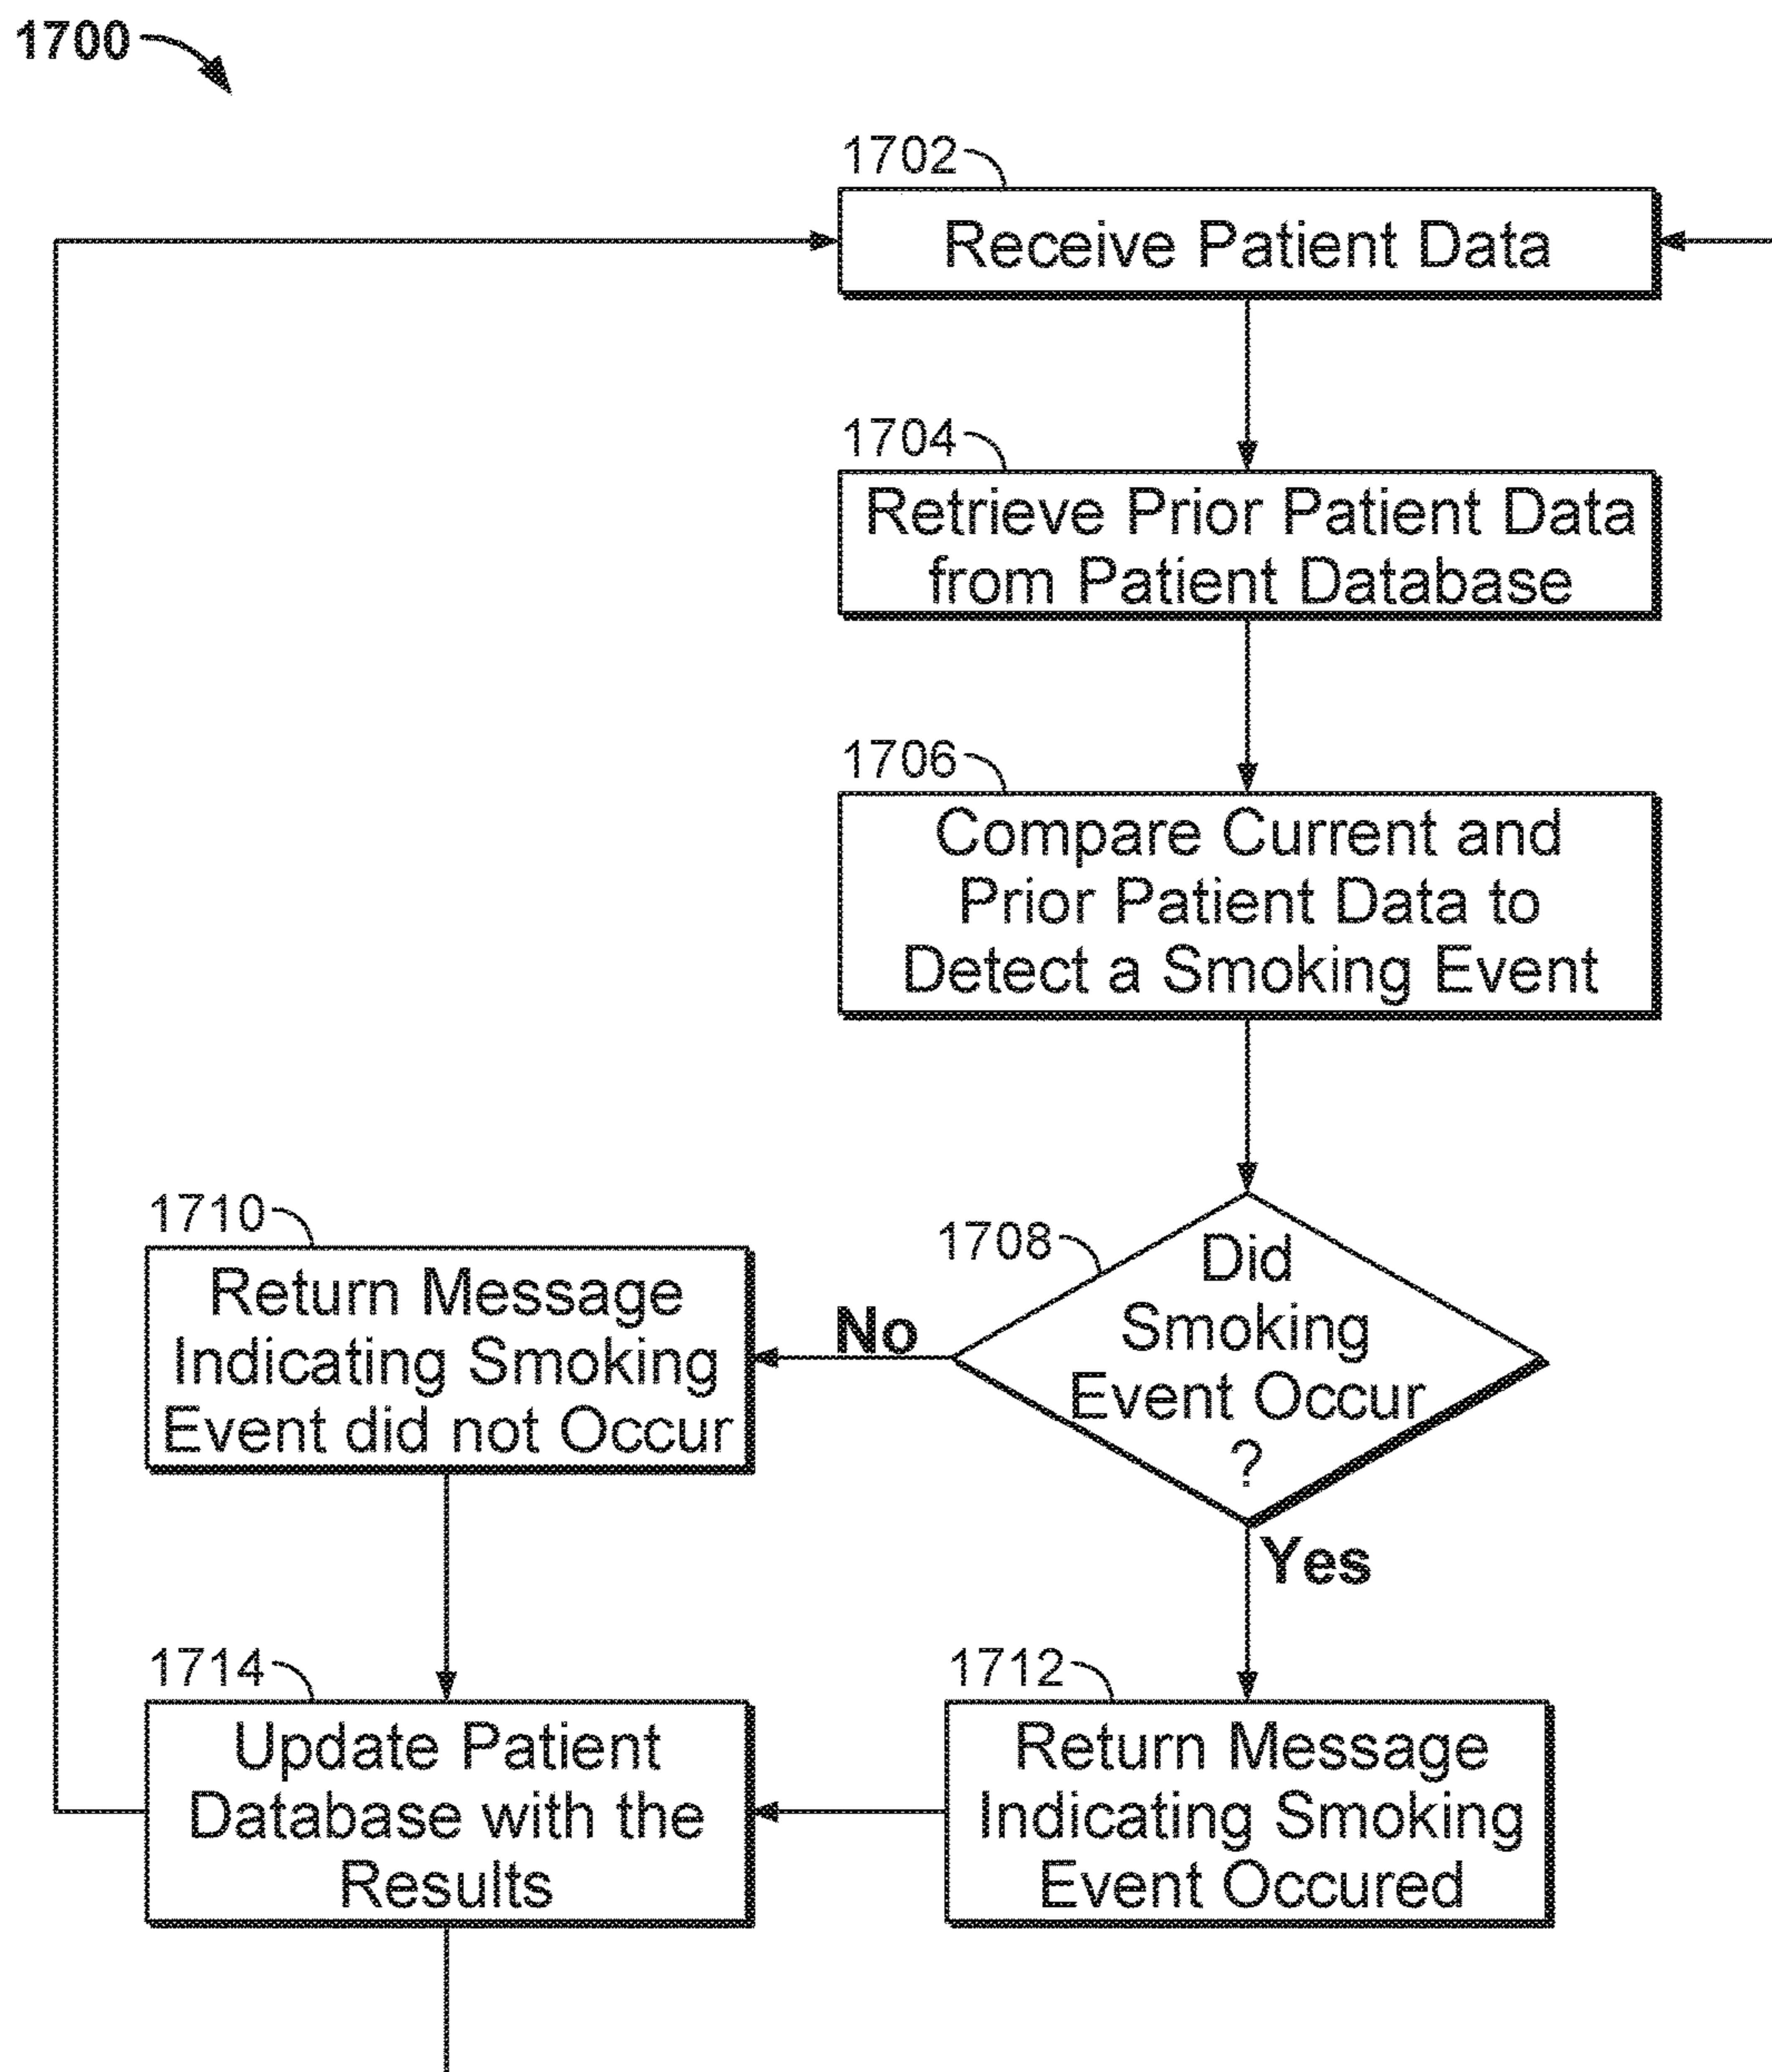 1700
1702
Receive Patient Data
1704
Retrieve Prior Patient Data
from Patient Database
1706
Compare Current and
Prior Patient Data to
Detect a Smoking Event
1708
Did
Smoking
Event Occur
?
No
Yes
1710
Return Message
Indicating Smoking
Event did not Occur
1712
Return Message
Indicating Smoking
Event Occured
1714
Update Patient
Database with the
Results